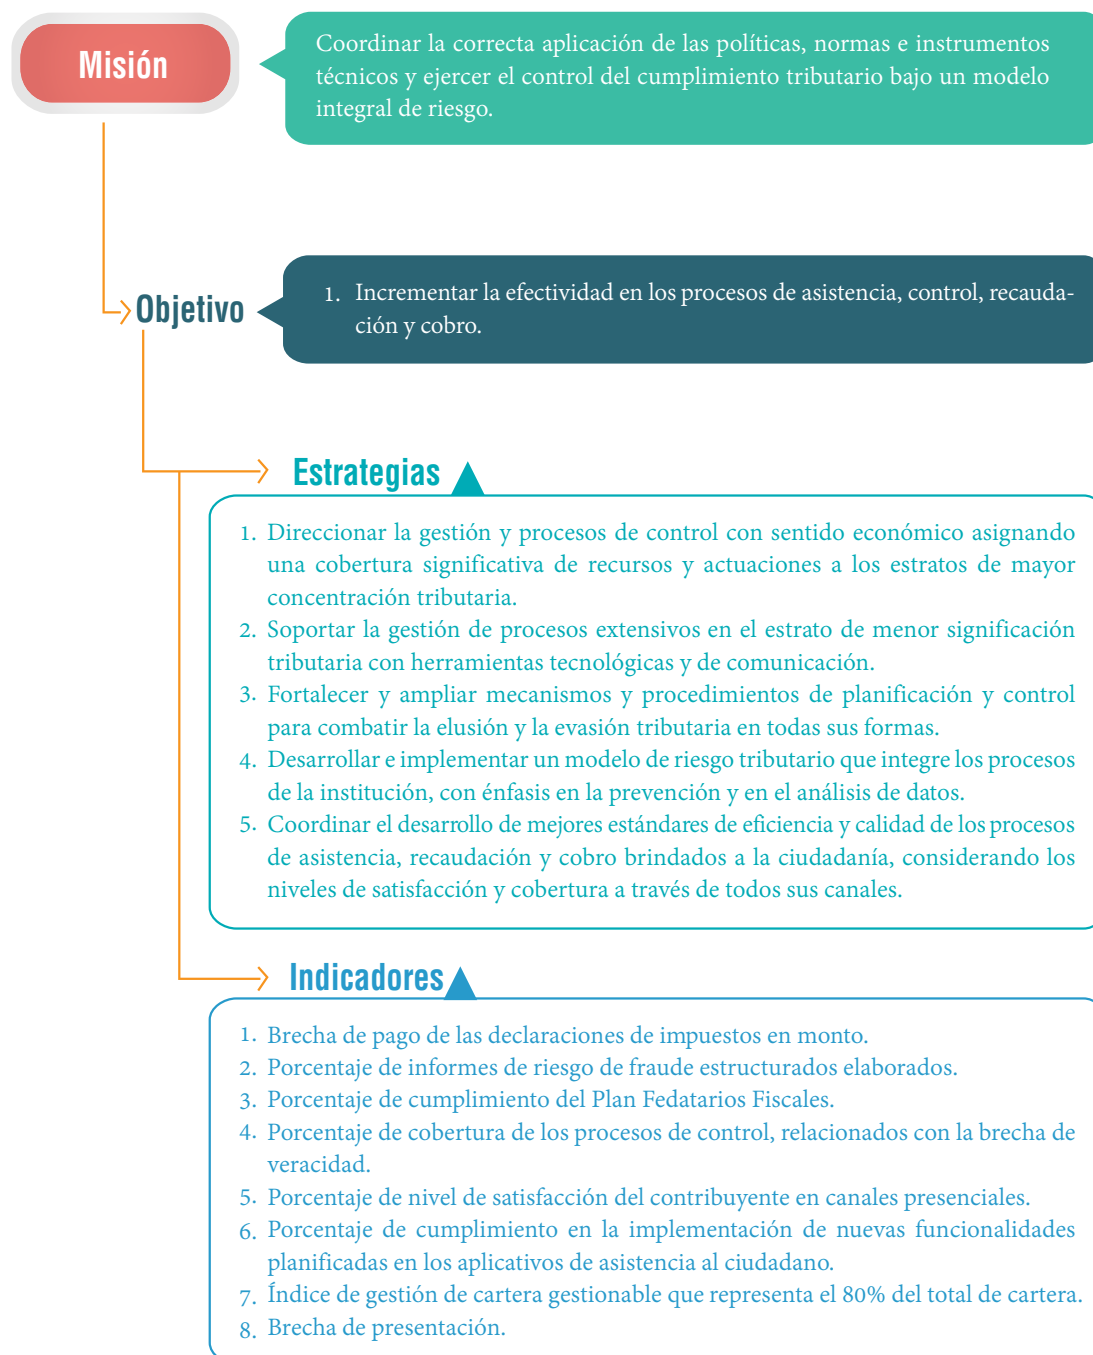 Misión
Coordinar la correcta aplicación de las políticas, normas e instrumentos
técnicos y ejercer el control del cumplimiento tributario bajo un modelo
integral de riesgo.
Objetivo
1. Incrementar la efectividad en los procesos de asistencia, control, recauda-
ción y cobro.
Estrategias
1. Direccionar la gestión y procesos de control con sentido económico asignando
una cobertura significativa de recursos y actuaciones a los estratos de mayor
concentración tributaria.
2. Soportar la gestión de procesos extensivos en el estrato de menor significación
tributaria con herramientas tecnológicas y de comunicación.
3. Fortalecer y ampliar mecanismos y procedimientos de planificación y control
para combatir la elusión y la evasión tributaria en todas sus formas.
4. Desarrollar e implementar un modelo de riesgo tributario que integre los procesos
de la institución, con énfasis en la prevención y en el análisis de datos.
5. Coordinar el desarrollo de mejores estándares de eficiencia y calidad de los procesos
de asistencia, recaudación y cobro brindados a la ciudadanía, considerando los
niveles de satisfacción y cobertura a través de todos sus canales.
Indicadores
1. Brecha de pago de las declaraciones de impuestos en monto.
2. Porcentaje de informes de riesgo de fraude estructurados elaborados.
3. Porcentaje de cumplimiento del Plan Fedatarios Fiscales.
4. Porcentaje de cobertura de los procesos de control, relacionados con la brecha de
veracidad.
5. Porcentaje de nivel de satisfacción del contribuyente en canales presenciales.
6. Porcentaje de cumplimiento en la implementación de nuevas funcionalidades
planificadas en los aplicativos de asistencia al ciudadano.
7. Índice de gestión de cartera gestionable que representa el 80% del total de cartera.
8. Brecha de presentación.